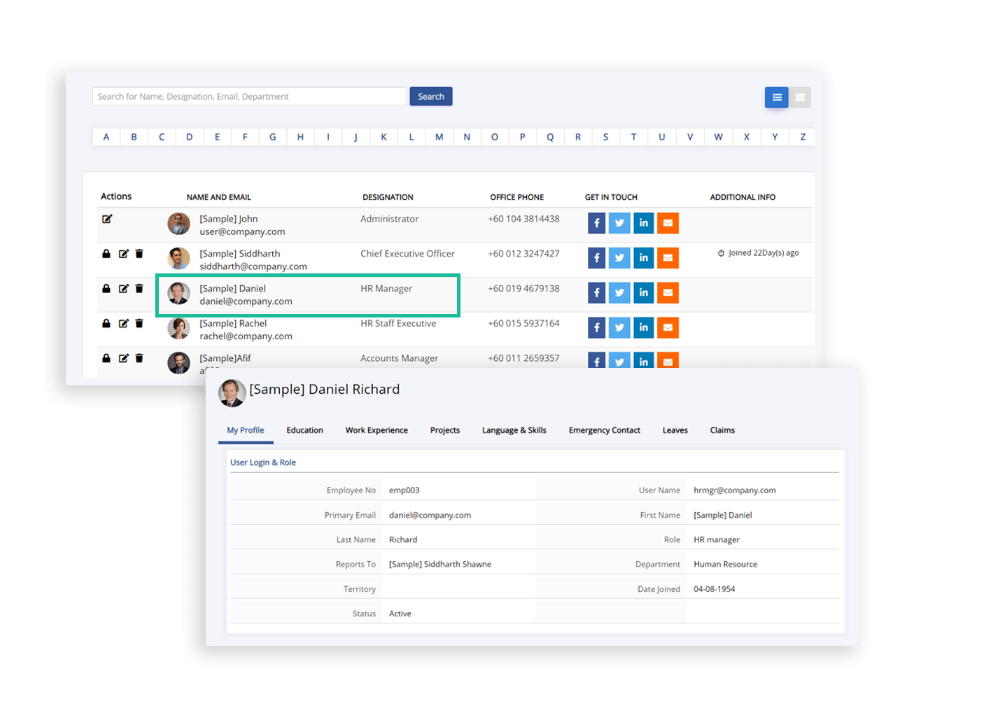 Search for Name, Designation, Email, Department
Search
A B C D E F G H I J K L M N O P Q R S T U V W X Y Z
Actions NAME AND EMAIL DESIGNATION OFFICE PHONE GET IN TOUCH ADDITIONAL INFO
[Sample] John Administrator +60 104 3814438
user@company.com
[Sample] Siddharth Chief Executive Officer +60 012 3247427 Joined 22Day(s) ago
siddharth@company.com
[Sample] Daniel HR Manager +60 019 4679138
daniel@company.com
[Sample] Rachel HR Staff Executive +60 015 5937164
rachel@company.com
[Sample]Afif Accounts Manager +60 011 2659357
[Sample] Daniel Richard
My Profile Education Work Experience Projects Language & Skills Emergency Contact Leaves Claims
User Login & Role
Employee No emp003 User Name hrmgr@company.com
Primary Email daniel@company.com First Name [Sample] Daniel
Last Name Richard Role HR manager
Reports To [Sample] Siddharth Shawne Department Human Resource
Territory Date Joined 04-08-1954
Status Active